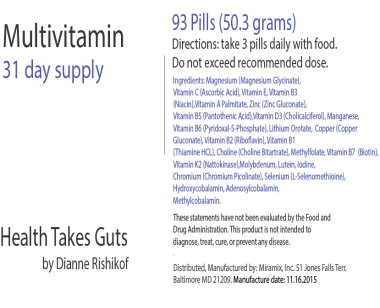 Multivitamin
31 day supply
93 Pills (50.3 grams)
Directions: take 3 pills daily with food.
Do not exceed recommended dose.
Ingredients: Magnesium (Magnesium Glycinate),
Vitamin C (Ascorbic Acid), Vitamin E, Vitamin B3
(Niacin),Vitamin A Palmitate, Zinc (Zinc Gluconate),
Vitamin B5 (Pantothenic Acid),Vitamin D3 (Cholicalciferol), Manganese,
Vitamin B6 (Pyridoxal-5-Phosphate), Lithium Orotate, Copper (Copper
Gluconate), Vitamin B2 (Riboflavin), Vitamin B1
(Thiamine HCL), Choline (Choline Bitartrate), Methylfolate, Vitamin B7 (Biotin),
Vitamin K2 (Nattokinase),Molybdenum, Lutein, Iodine,
Chromium (Chromium Picolinate), Selenium (L-Selenomethioine),
Hydroxycobalamin, Adenosylcobalamin,
Methylcobalamin.
These statements have not been evaluated by the Food and
Drug Administration. This product is not intended to
diagnose, treat, cure, or prevent any disease.
Health Takes Guts
by Dianne Rishikof
Distributed, Manufactured by: Miramix, Inc. 51 Jones Falls Terr,
Baltimore MD 21209. Manufacture date: 11.16.2015